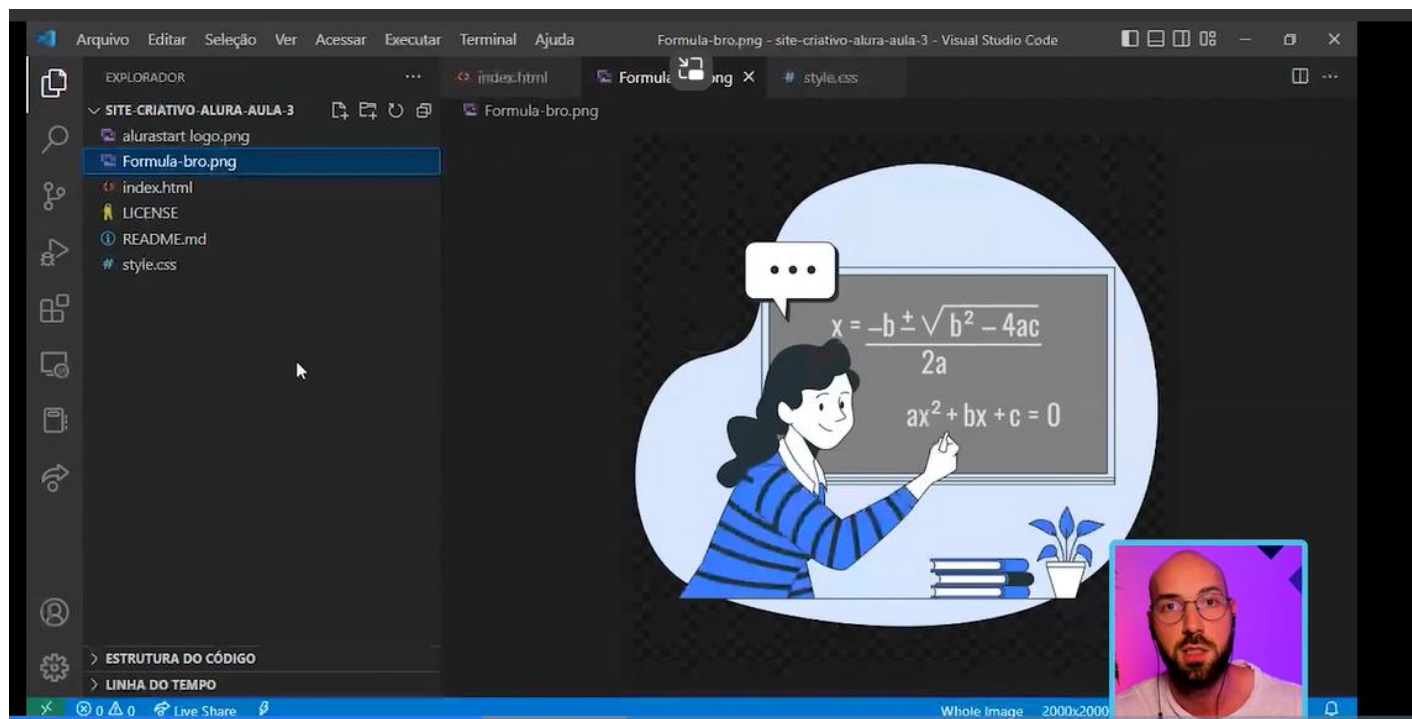 Arquivo Editar Seleção Ver Acessar Executar Terminal Ajuda
Formula-bro.png - site-criativo-alura-aula-3 - Visual Studio Code
EXPLORADOR
index.html
Formula
ng
style.css
SITE-CRIATIVO-ALURA-AULA-3
Formula-bro.png
alurastart logo.png
Formula-bro.png
index.html
LICENSE
README.md
style.css
x = –b ± √ b² – 4ac
2a
ax² + bx + c = 0
ESTRUTURA DO CÓDIGO
LINHA DO TEMPO
0 0 Live Share
Whole Image 2000x2000